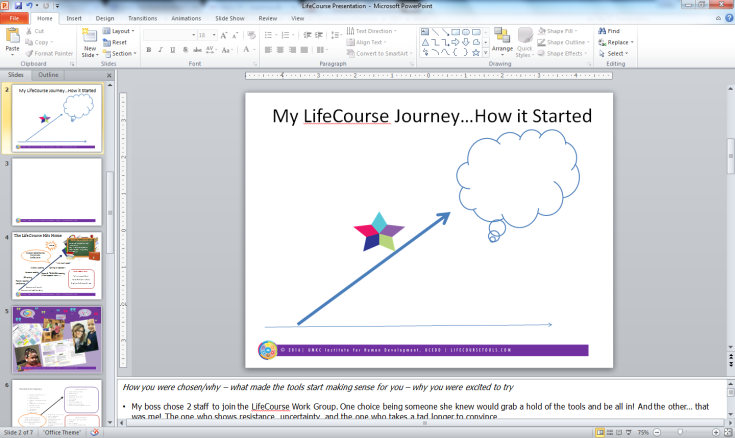 LifeCourse Presentation - Microsoft PowerPoint
File Home Insert Design Transitions Animations Slide Show Review View
Cut
Copy
Format Painter
Paste
Clipboard
New Slide
Layout
Reset
Section
Slides
18
Font
Text Direction
Align Text
Convert to SmartArt
Paragraph
Arrange
Quick Styles
Shape Fill
Shape Outline
Shape Effects
Drawing
Find
Replace
Select
Editing
Slides Outline
2
My LifeCourse Journey...How it Started
3
4
The LifeCourse Hits Home
5
6
My LifeCourse Journey...How it Started
© 2016| UMKC Institute for Human Development, UCEDD | LIFECOURSETOOLS.COM
How you were chosen/why – what made the tools start making sense for you – why you were excited to try
• My boss chose 2 staff to join the LifeCourse Work Group. One choice being someone she knew would grab a hold of the tools and be all in! And the other... that
was me! The one who shows resistance, uncertainty, and the one who takes a tad longer to convince
Slide 2 of 7 "Office Theme" 75%